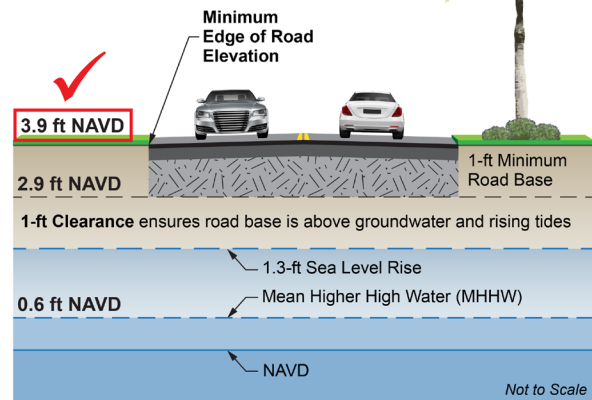 Minimum
Edge of Road
Elevation
3.9 ft NAVD
1-ft Minimum
Road Base
2.9 ft NAVD
1-ft Clearance ensures road base is above groundwater and rising tides
1.3-ft Sea Level Rise
Mean Higher High Water (MHHW)
0.6 ft NAVD
NAVD
Not to Scale